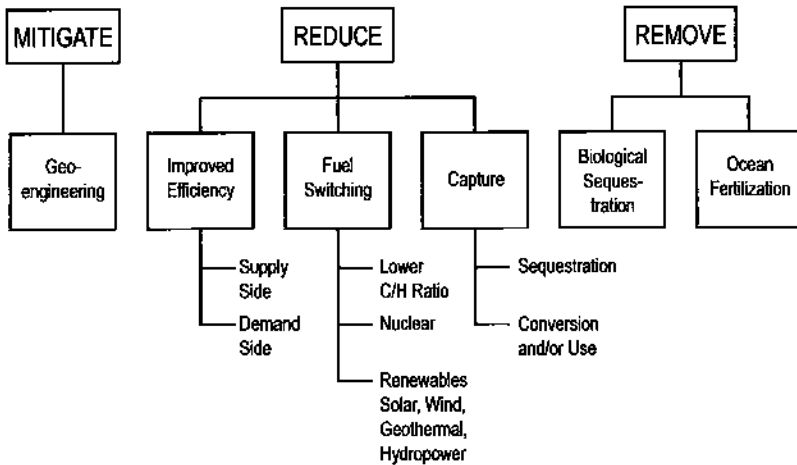 MITIGATE
REDUCE
REMOVE
Geo-
engineering
Improved
Efficiency
Fuel
Switching
Capture
Biological
Seques-
tration
Ocean
Fertilization
Supply
Side
Demand
Side
Lower
C/H Ratio
Nuclear
Renewables
Solar, Wind,
Geothermal,
Hydropower
Sequestration
Conversion
and/or Use